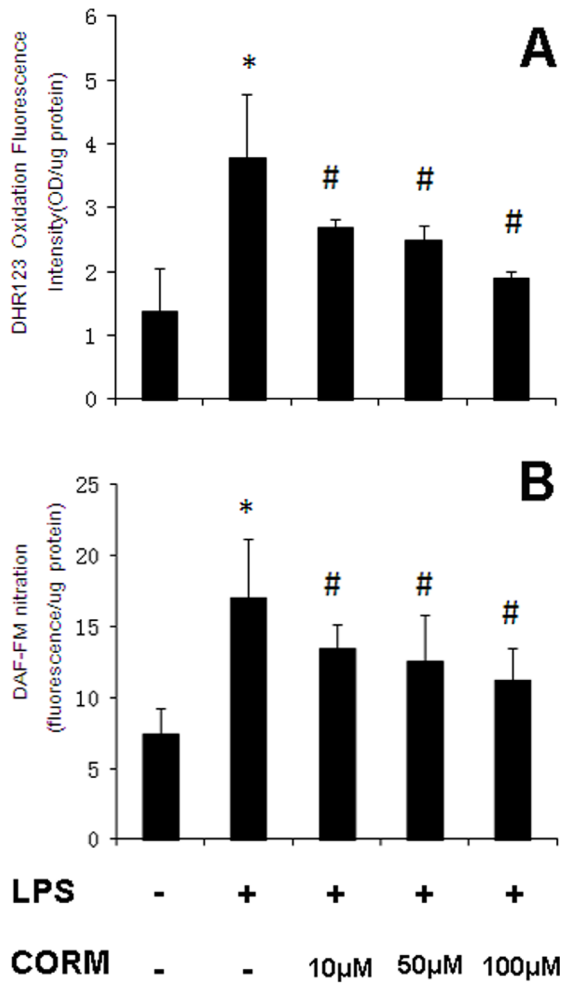 A
DHR123 Oxidation Fluorescence
Intensity(OD/ug protein)
6
5
4
3
2
1
0
*
#
#
#
B
DAF-FM nitration
(fluorescence/ug protein)
25
20
15
10
5
0
*
#
#
#
LPS - + + + +
CORM - - 10μM 50μM 100μM